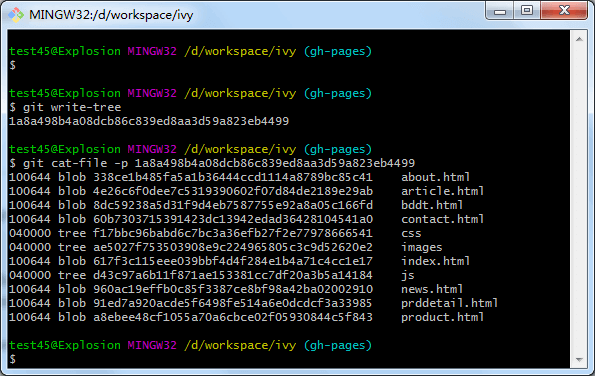 MINGW32:/d/workspace/ivy
test45@Explosion MINGW32 /d/workspace/ivy (gh-pages)
$
test45@Explosion MINGW32 /d/workspace/ivy (gh-pages)
$ git write-tree
1a8a498b4a08dcb86c839ed8aa3d59a823eb4499
test45@Explosion MINGW32 /d/workspace/ivy (gh-pages)
$ git cat-file -p 1a8a498b4a08dcb86c839ed8aa3d59a823eb4499
100644 blob 338ce1b485fa5a1b36444ccd1114a8789bc85c41    about.html
100644 blob 4e26c6f0dee7c5319390602f07d84de2189e29ab    article.html
100644 blob 8dc59238a5d31f9d4eb7587755e92a8a05c166fd    bddt.html
100644 blob 60b7303715391423dc13942edad36428104541a0    contact.html
040000 tree f17bbc96babd6c7bc3a36efb27f2e77978666541    css
040000 tree ae5027f753503908e9c224965805c3c9d52620e2    images
100644 blob 617f3c115eee039bbf4d4f284e1b4a71c4cc1e17    index.html
040000 tree d43c97a6b11f871ae153381cc7df20a3b5a14184    js
100644 blob 960ac19effb0c85f3387ce8bf98a42ba02002910    news.html
100644 blob 91ed7a920acde5f6498fe514a6e0dcdcf3a33985    prddetail.html
100644 blob a8ebee48cf1055a70a6cbce02f05930844c5f843    product.html
test45@Explosion MINGW32 /d/workspace/ivy (gh-pages)
$